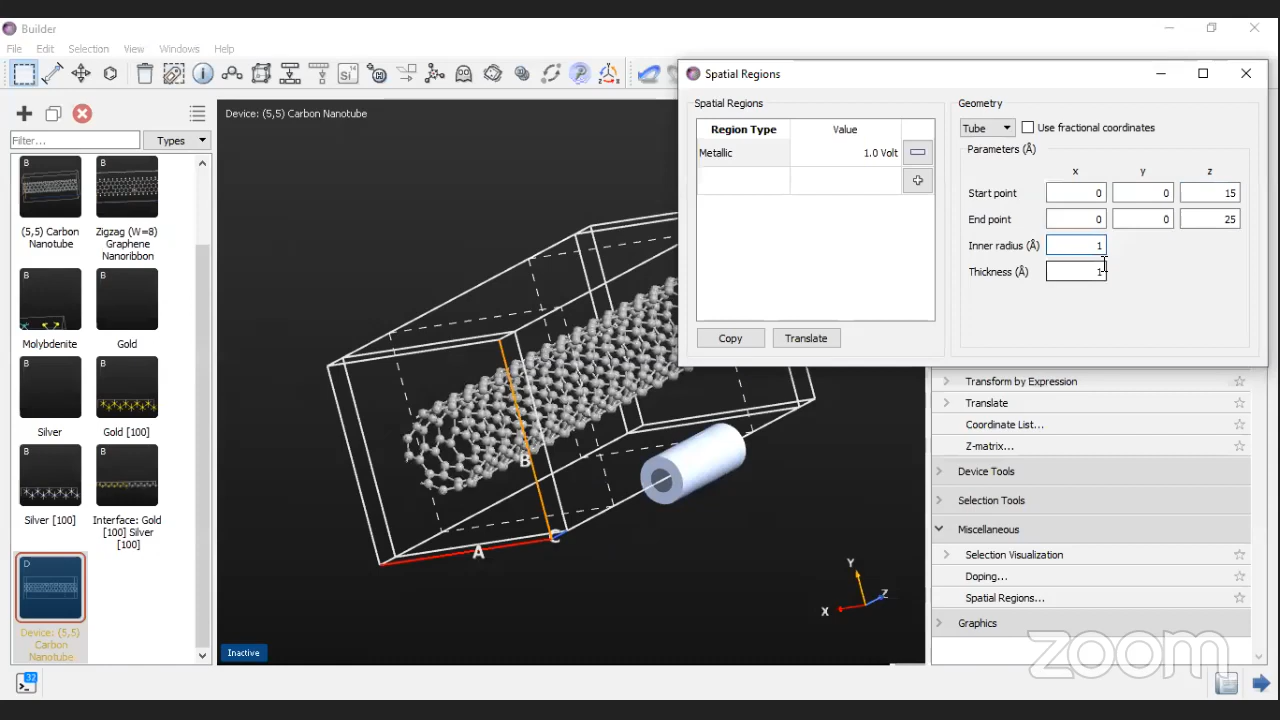 Builder
File Edit Selection View Windows Help
Si 14
Filter... Types
B
(5,5) Carbon
Nanotube
B
Zigzag (W=8)
Graphene
Nanoribbon
B
Molybdenite
B
Gold
B
Silver
B
Gold [100]
B
Silver [100]
B
Interface: Gold
[100] Silver
[100]
D
Device: (5,5)
Carbon
Nanotube
32
Device: (5,5) Carbon Nanotube
B
A
C
Y
X
Z
Inactive
Spatial Regions
Spatial Regions
Region Type Value
Metallic 1.0 Volt
Copy Translate
Geometry
Tube Use fractional coordinates
Parameters (Å)
x y z
Start point 0 0 15
End point 0 0 25
Inner radius (Å) 1
Thickness (Å) 1
Transform by Expression
Translate
Coordinate List...
Z-matrix...
Device Tools
Selection Tools
Miscellaneous
Selection Visualization
Doping...
Spatial Regions...
Graphics
zoom